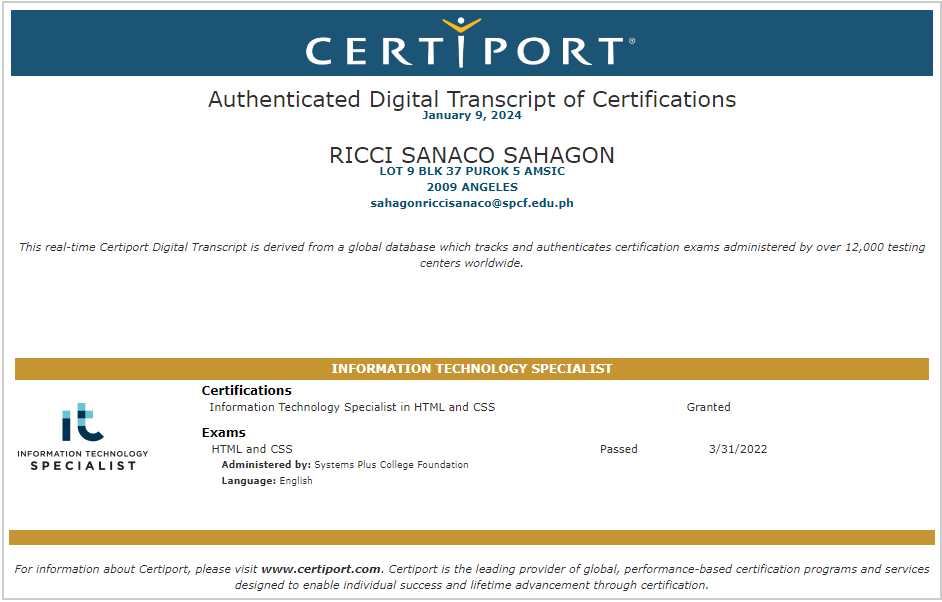 CERTIPORT®
Authenticated Digital Transcript of Certifications
January 9, 2024
RICCI SANACO SAHAGON
LOT 9 BLK 37 PUROK 5 AMSIC
2009 ANGELES
sahagonriccisanaco@spcf.edu.ph
This real-time Certiport Digital Transcript is derived from a global database which tracks and authenticates certification exams administered by over 12,000 testing
centers worldwide.
INFORMATION TECHNOLOGY SPECIALIST
it
INFORMATION TECHNOLOGY
SPECIALIST
Certifications
Information Technology Specialist in HTML and CSS Granted
Exams
HTML and CSS Passed 3/31/2022
Administered by: Systems Plus College Foundation
Language: English
For information about Certiport, please visit www.certiport.com. Certiport is the leading provider of global, performance-based certification programs and services
designed to enable individual success and lifetime advancement through certification.